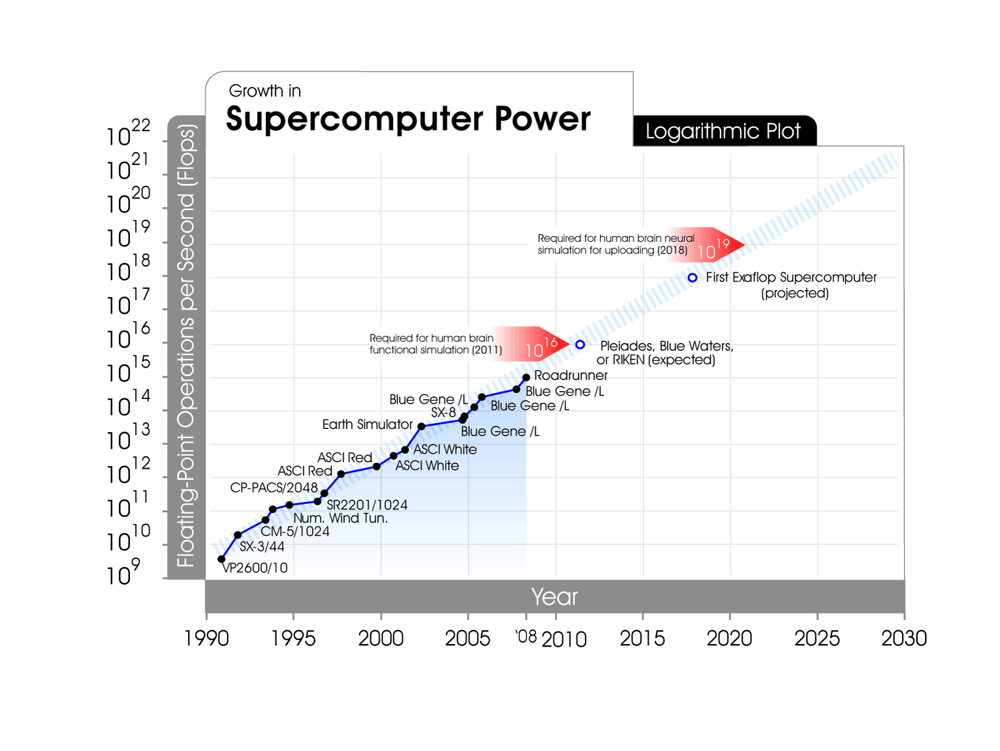 Growth in
Supercomputer Power
Logarithmic Plot
Floating-Point Operations per Second (Flops)
10^22
10^21
10^20
10^19
10^18
10^17
10^16
10^15
10^14
10^13
10^12
10^11
10^10
10^9
Required for human brain neural
simulation for uploading (2018)
10^19
First Exaflop Supercomputer
(projected)
Required for human brain
functional simulation (2011)
10^16
Pleiades, Blue Waters,
or RIKEN (expected)
Roadrunner
Blue Gene /L
Blue Gene /L
Blue Gene /L
SX-8
Earth Simulator
Blue Gene /L
ASCI White
ASCI Red
ASCI White
ASCI Red
CP-PACS/2048
SR2201/1024
Num. Wind Tun.
CM-5/1024
SX-3/44
VP2600/10
Year
1990 1995 2000 2005 '08 2010 2015 2020 2025 2030